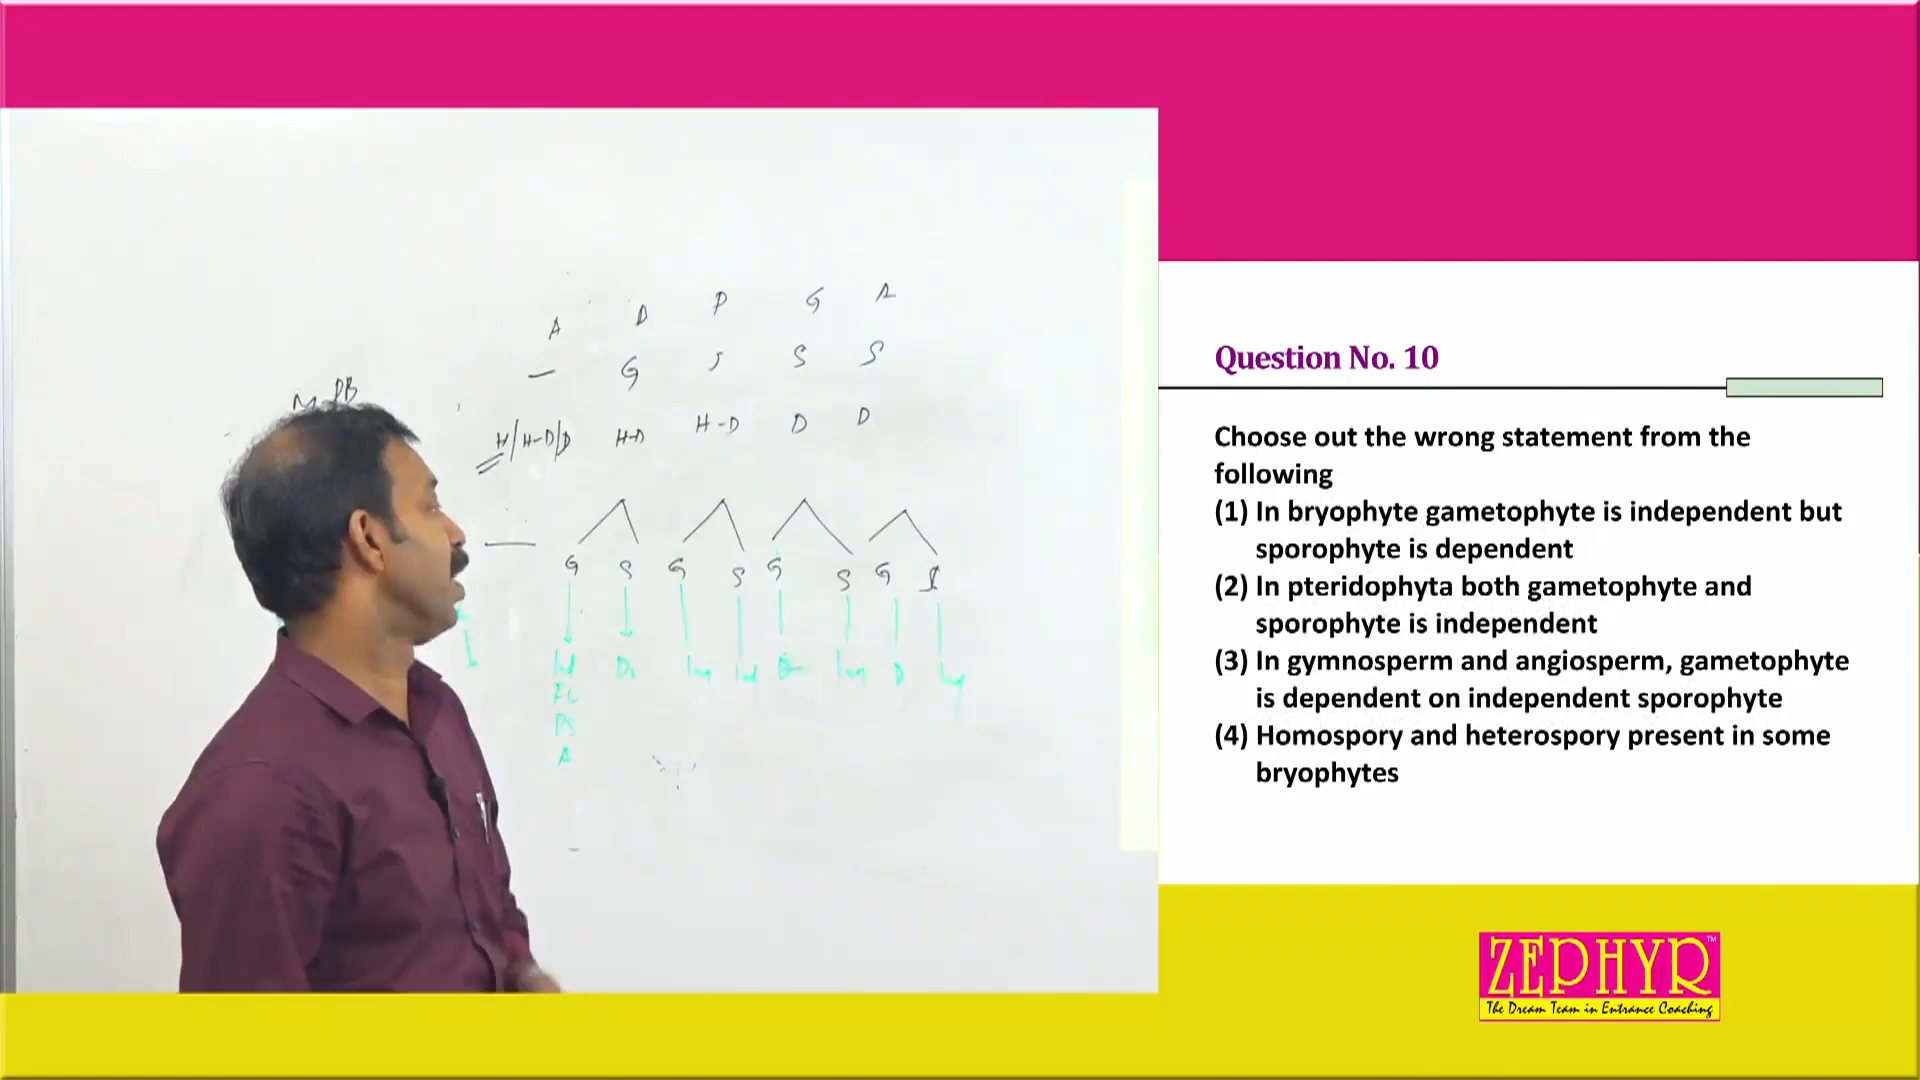 A B P G A
— G S S S
H/H-D/D H-D H-D D D
G S G S G S G S
D
A
Question No. 10
Choose out the wrong statement from the
following
(1) In bryophyte gametophyte is independent but
sporophyte is dependent
(2) In pteridophyta both gametophyte and
sporophyte is independent
(3) In gymnosperm and angiosperm, gametophyte
is dependent on independent sporophyte
(4) Homospory and heterospory present in some
bryophytes
ZEPHYR™
The Dream Team in Entrance Coaching